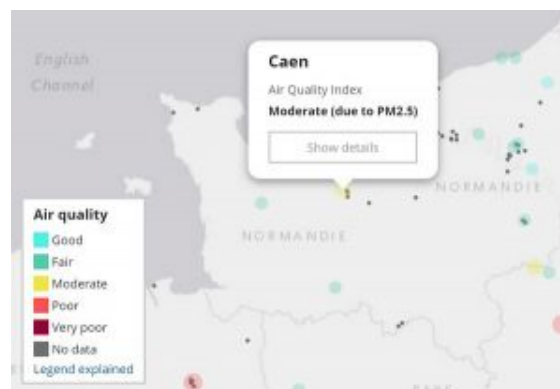 English
Channel
Caen
Air Quality Index
Moderate (due to PM2.5)
Show details
NORMANDIE
NORMANDIE
Air quality
Good
Fair
Moderate
Poor
Very poor
No data
Legend explained